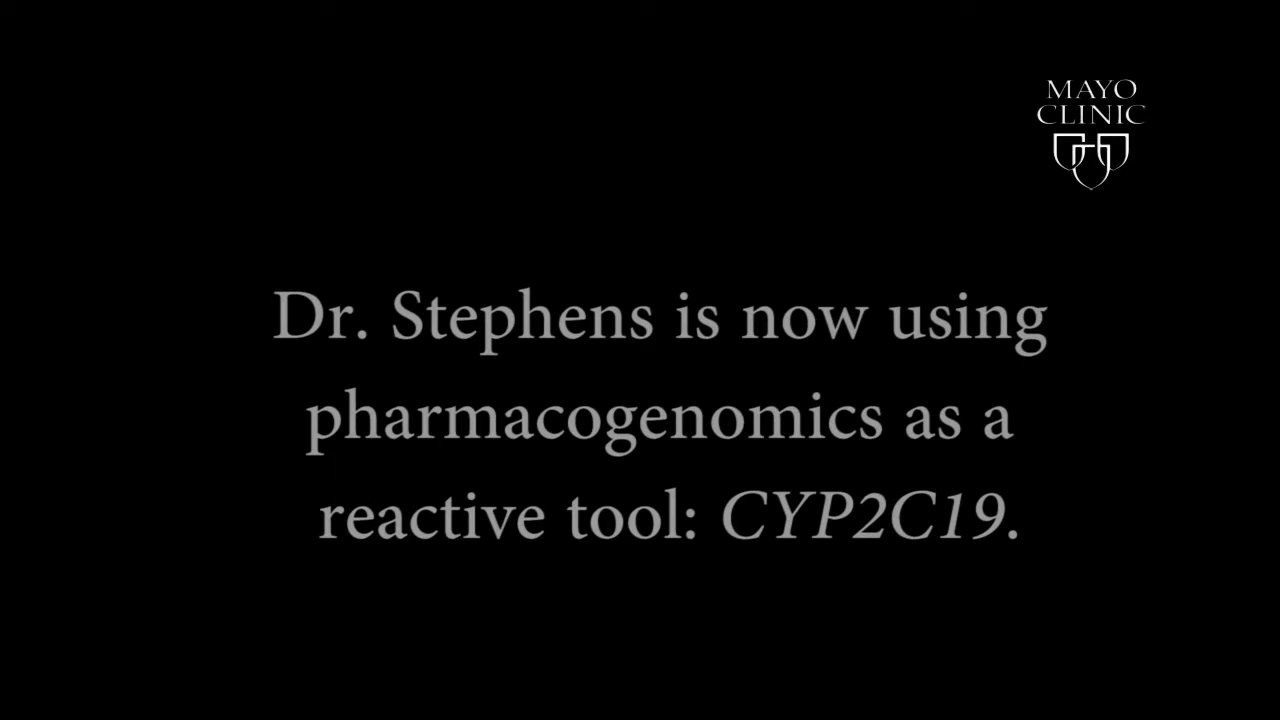 MAYO
CLINIC
Dr. Stephens is now using
pharmacogenomics as a
reactive tool: CYP2C19.